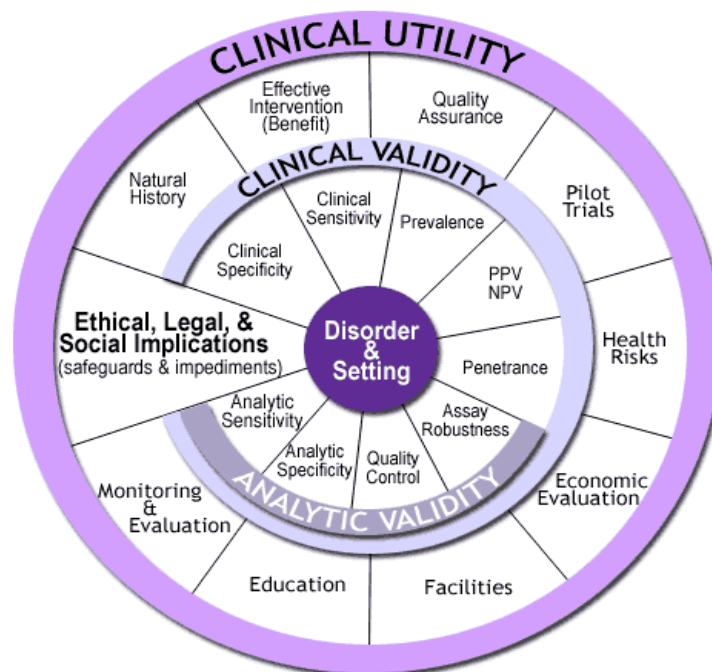 CLINICAL UTILITY
Effective
Intervention
(Benefit)
Quality
Assurance
Natural
History
Pilot
Trials
CLINICAL VALIDITY
Clinical
Sensitivity
Prevalence
Clinical
Specificity
PPV
NPV
Ethical, Legal, &
Social Implications
(safeguards & impediments)
Disorder
&
Setting
Health
Risks
Penetrance
Analytic
Sensitivity
Assay
Robustness
Analytic
Specificity
Quality
Control
ANALYTIC VALIDITY
Monitoring
&
Evaluation
Economic
Evaluation
Education
Facilities